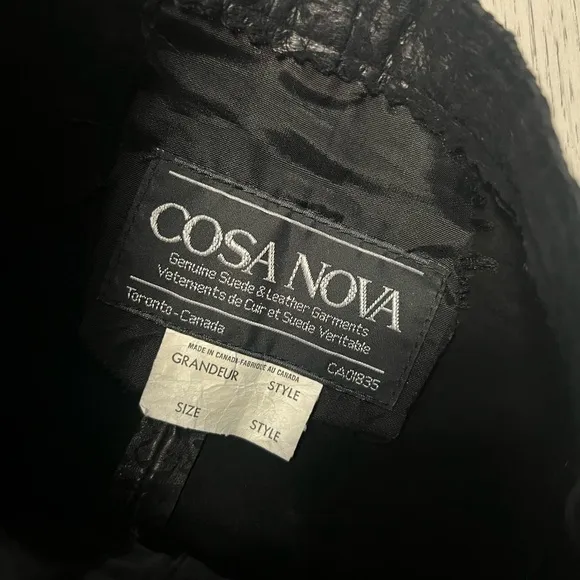 COSA NOVA
Genuine Suede & Leather Garments
Vetements de Cuir et Suede Veritable
Toronto-Canada
CA01835
MADE IN CANADA-FABRIQUE AU CANADA
GRANDEUR STYLE
SIZE STYLE